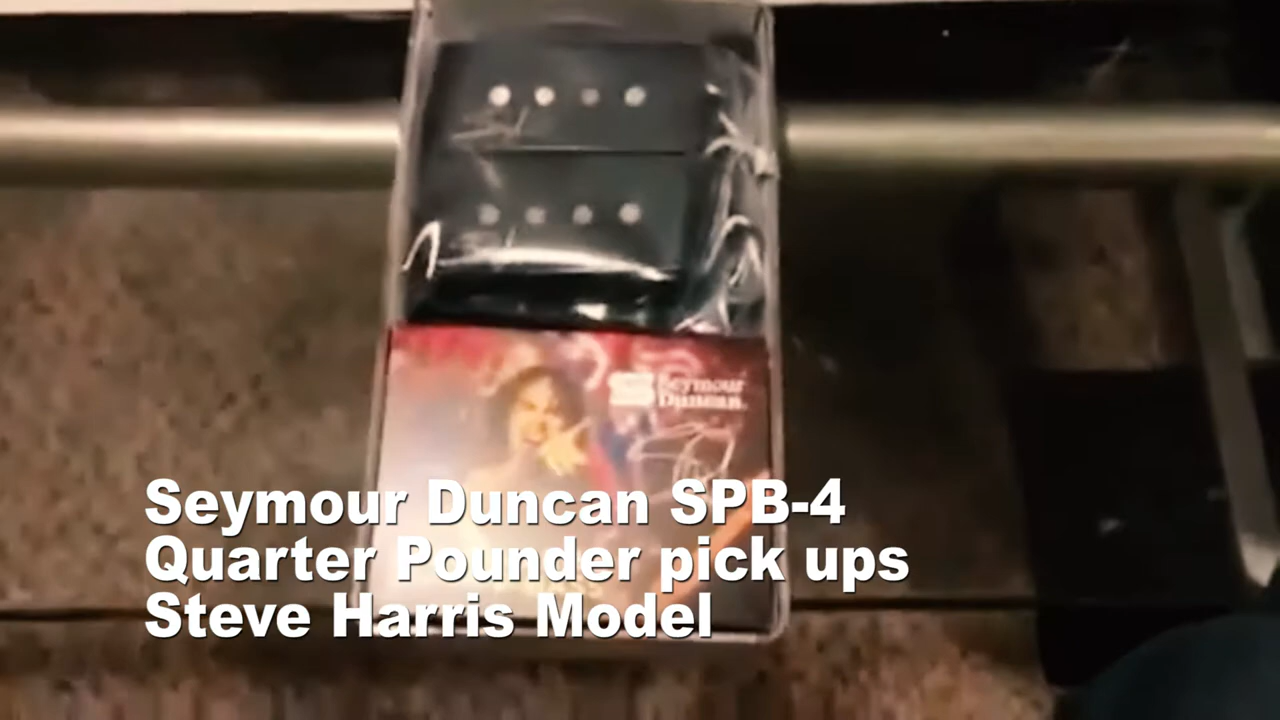 Seymour
Duncan
Seymour Duncan SPB-4
Quarter Pounder pick ups
Steve Harris Model